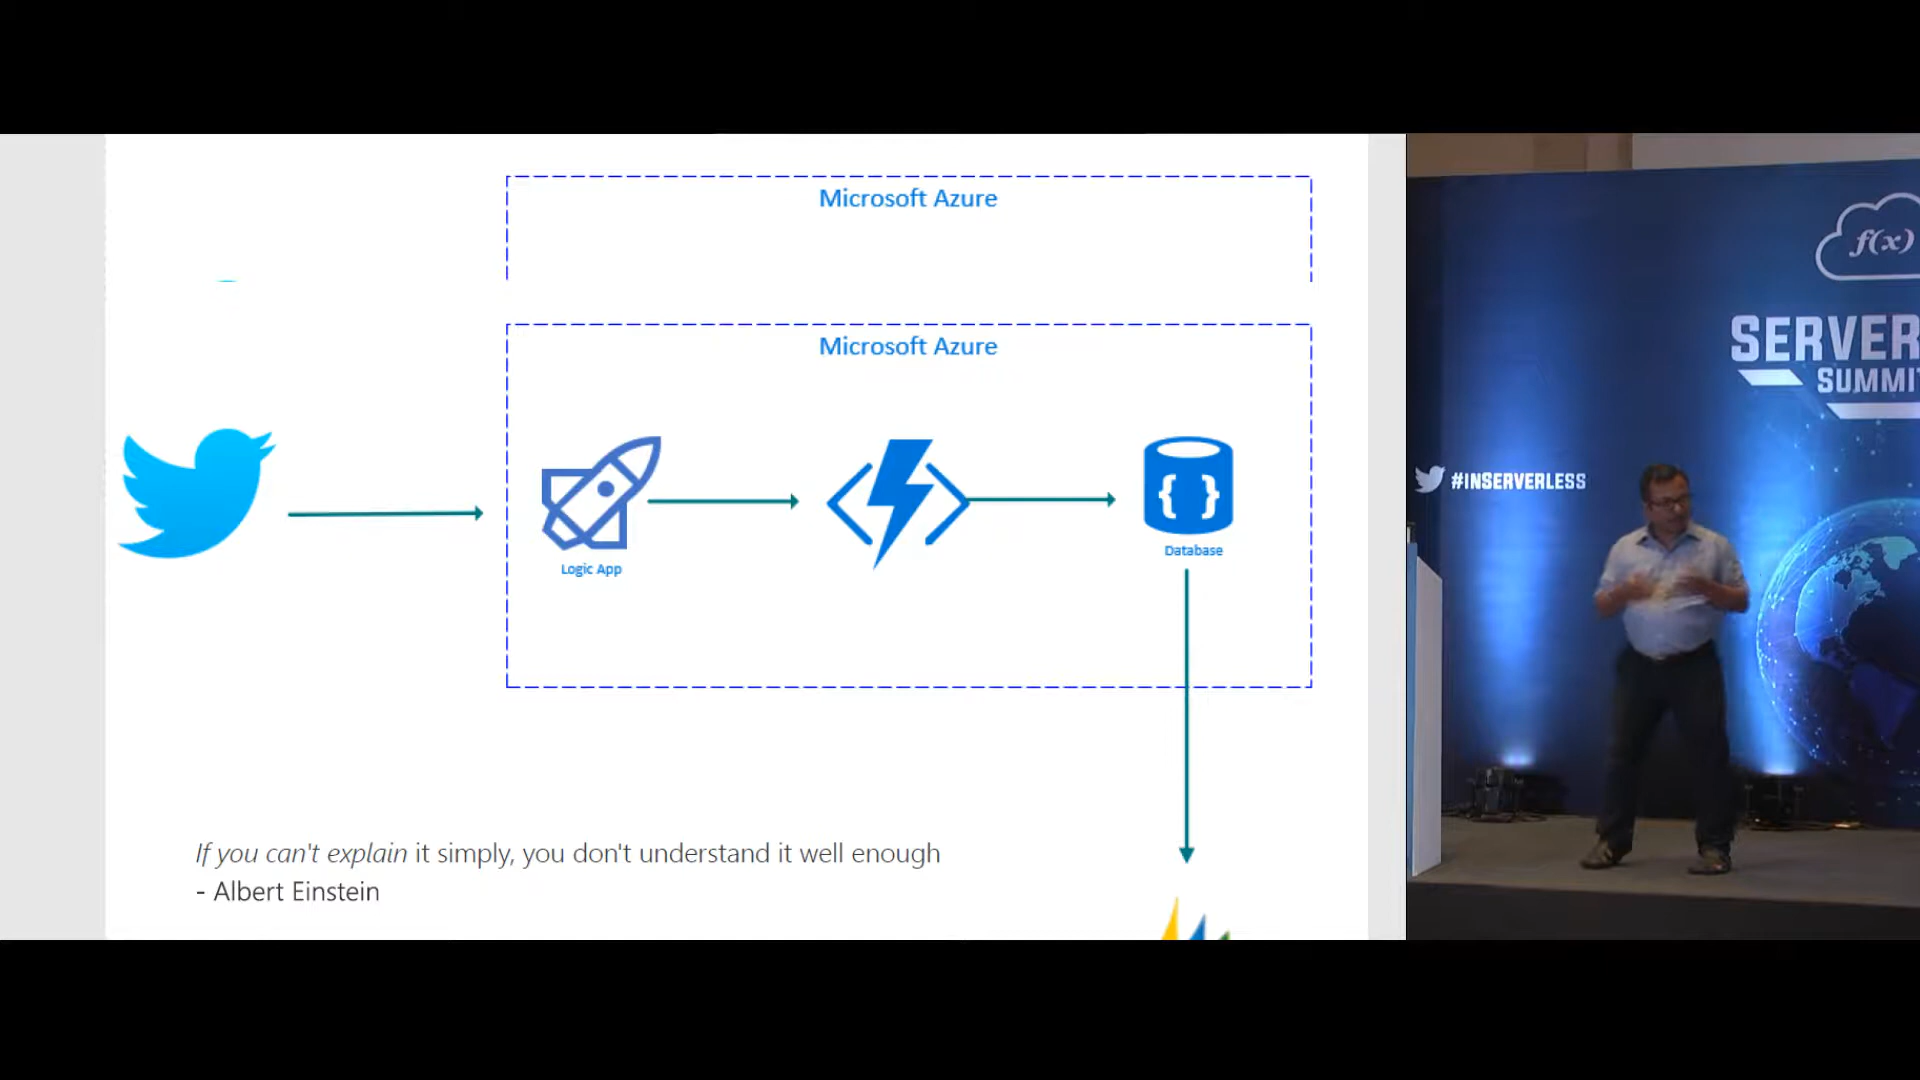 Microsoft Azure
Microsoft Azure
Logic App
Database
If you can't explain it simply, you don't understand it well enough
- Albert Einstein
f(x)
SERVER
SUMMIT
#INSERVERLESS